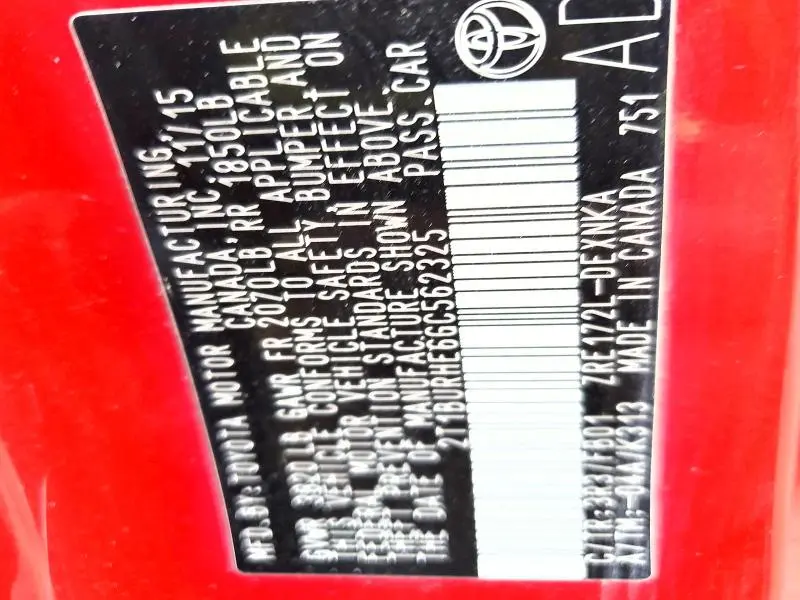 MFD.BY:TOYOTA MOTOR MANUFACTURING,
CANADA, INC. 11/15
GVWR 3820LB GAWR FR 2070LB RR 1850LB
THIS VEHICLE CONFORMS TO ALL APPLICABLE
FEDERAL MOTOR VEHICLE SAFETY, BUMPER, AND
THEFT PREVENTION STANDARDS IN EFFECT ON
THE DATE OF MANUFACTURE SHOWN ABOVE.
2T1BURHE6GC562325 PASS.CAR
C/TR:3R3/FB01 ZRE172L-DEXNKA
A/TM:-04A/K313 MADE IN CANADA 751
AD